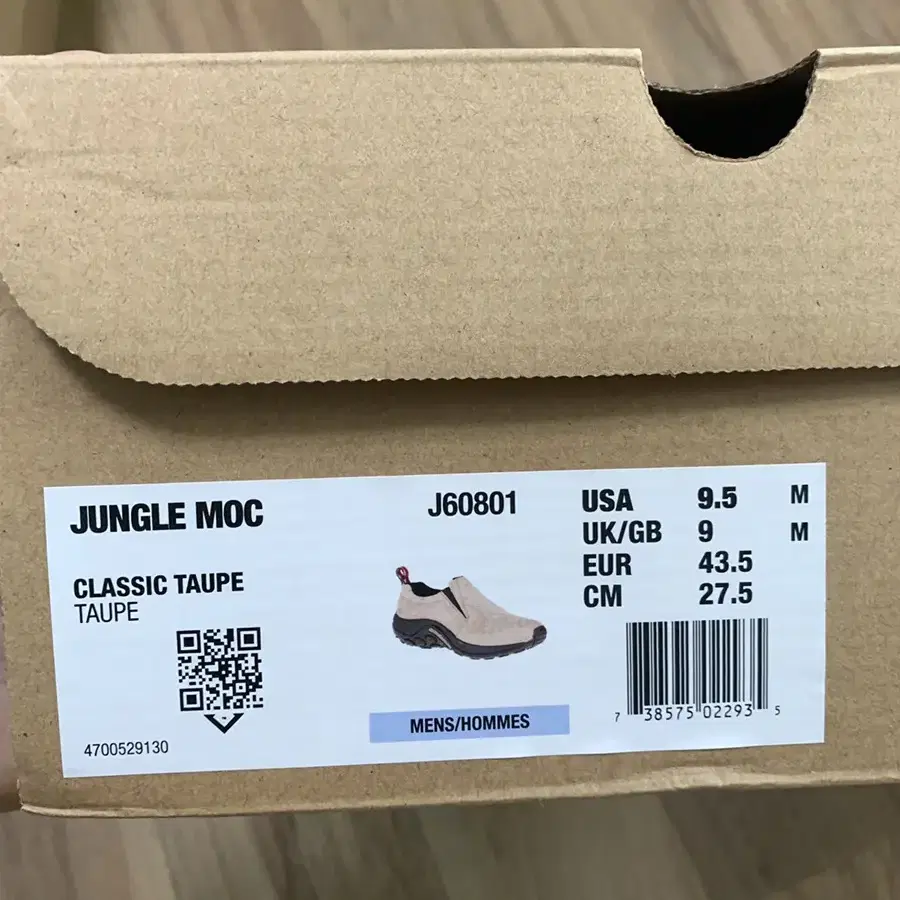 JUNGLE MOC
J60801
CLASSIC TAUPE
TAUPE
4700529130
MENS/HOMMES
USA 9.5 M
UK/GB 9 M
EUR 43.5
CM 27.5
7 38575 02293 5